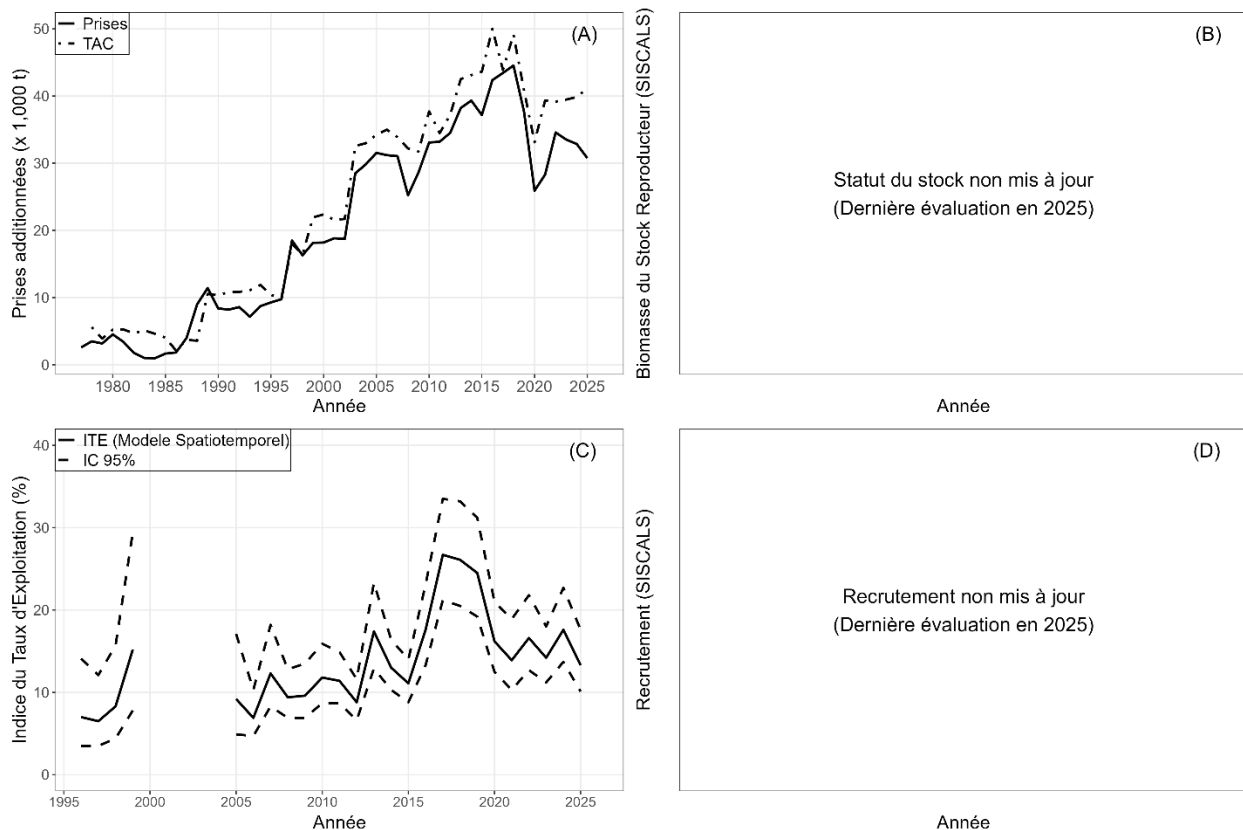 Prises
TAC
(A)
Prises additionnées (x 1,000 t)
50
40
30
20
10
0
1980
1985
1990
1995
2000
2005
2010
2015
2020
2025
Année
(B)
Biomasse du Stock Reproducteur (SISCALS)
Statut du stock non mis à jour
(Dernière évaluation en 2025)
Année
ITE (Modele Spatiotemporel)
IC 95%
(C)
Indice du Taux d'Exploitation (%)
40
30
20
10
0
1995
2000
2005
2010
2015
2020
2025
Année
(D)
Recrutement (SISCALS)
Recrutement non mis à jour
(Dernière évaluation en 2025)
Année